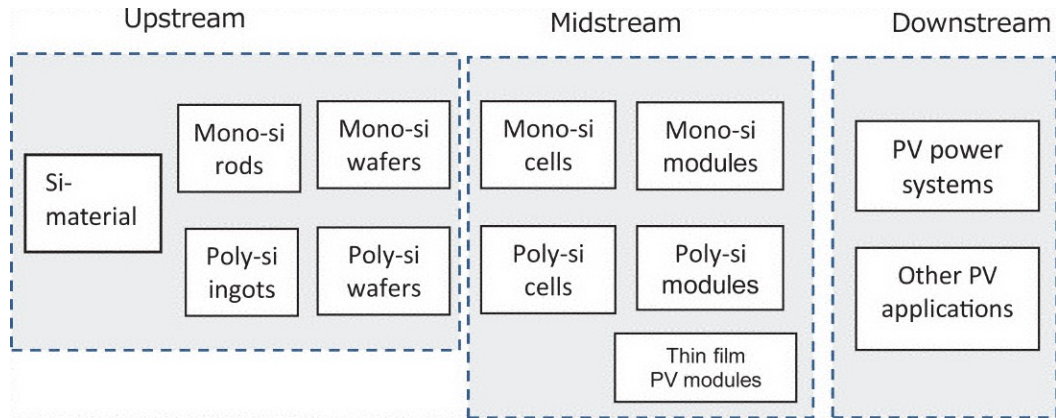 Upstream
Midstream
Downstream
Si-
material
Mono-si
rods
Mono-si
wafers
Poly-si
ingots
Poly-si
wafers
Mono-si
cells
Mono-si
modules
Poly-si
cells
Poly-si
modules
Thin film
PV modules
PV power
systems
Other PV
applications